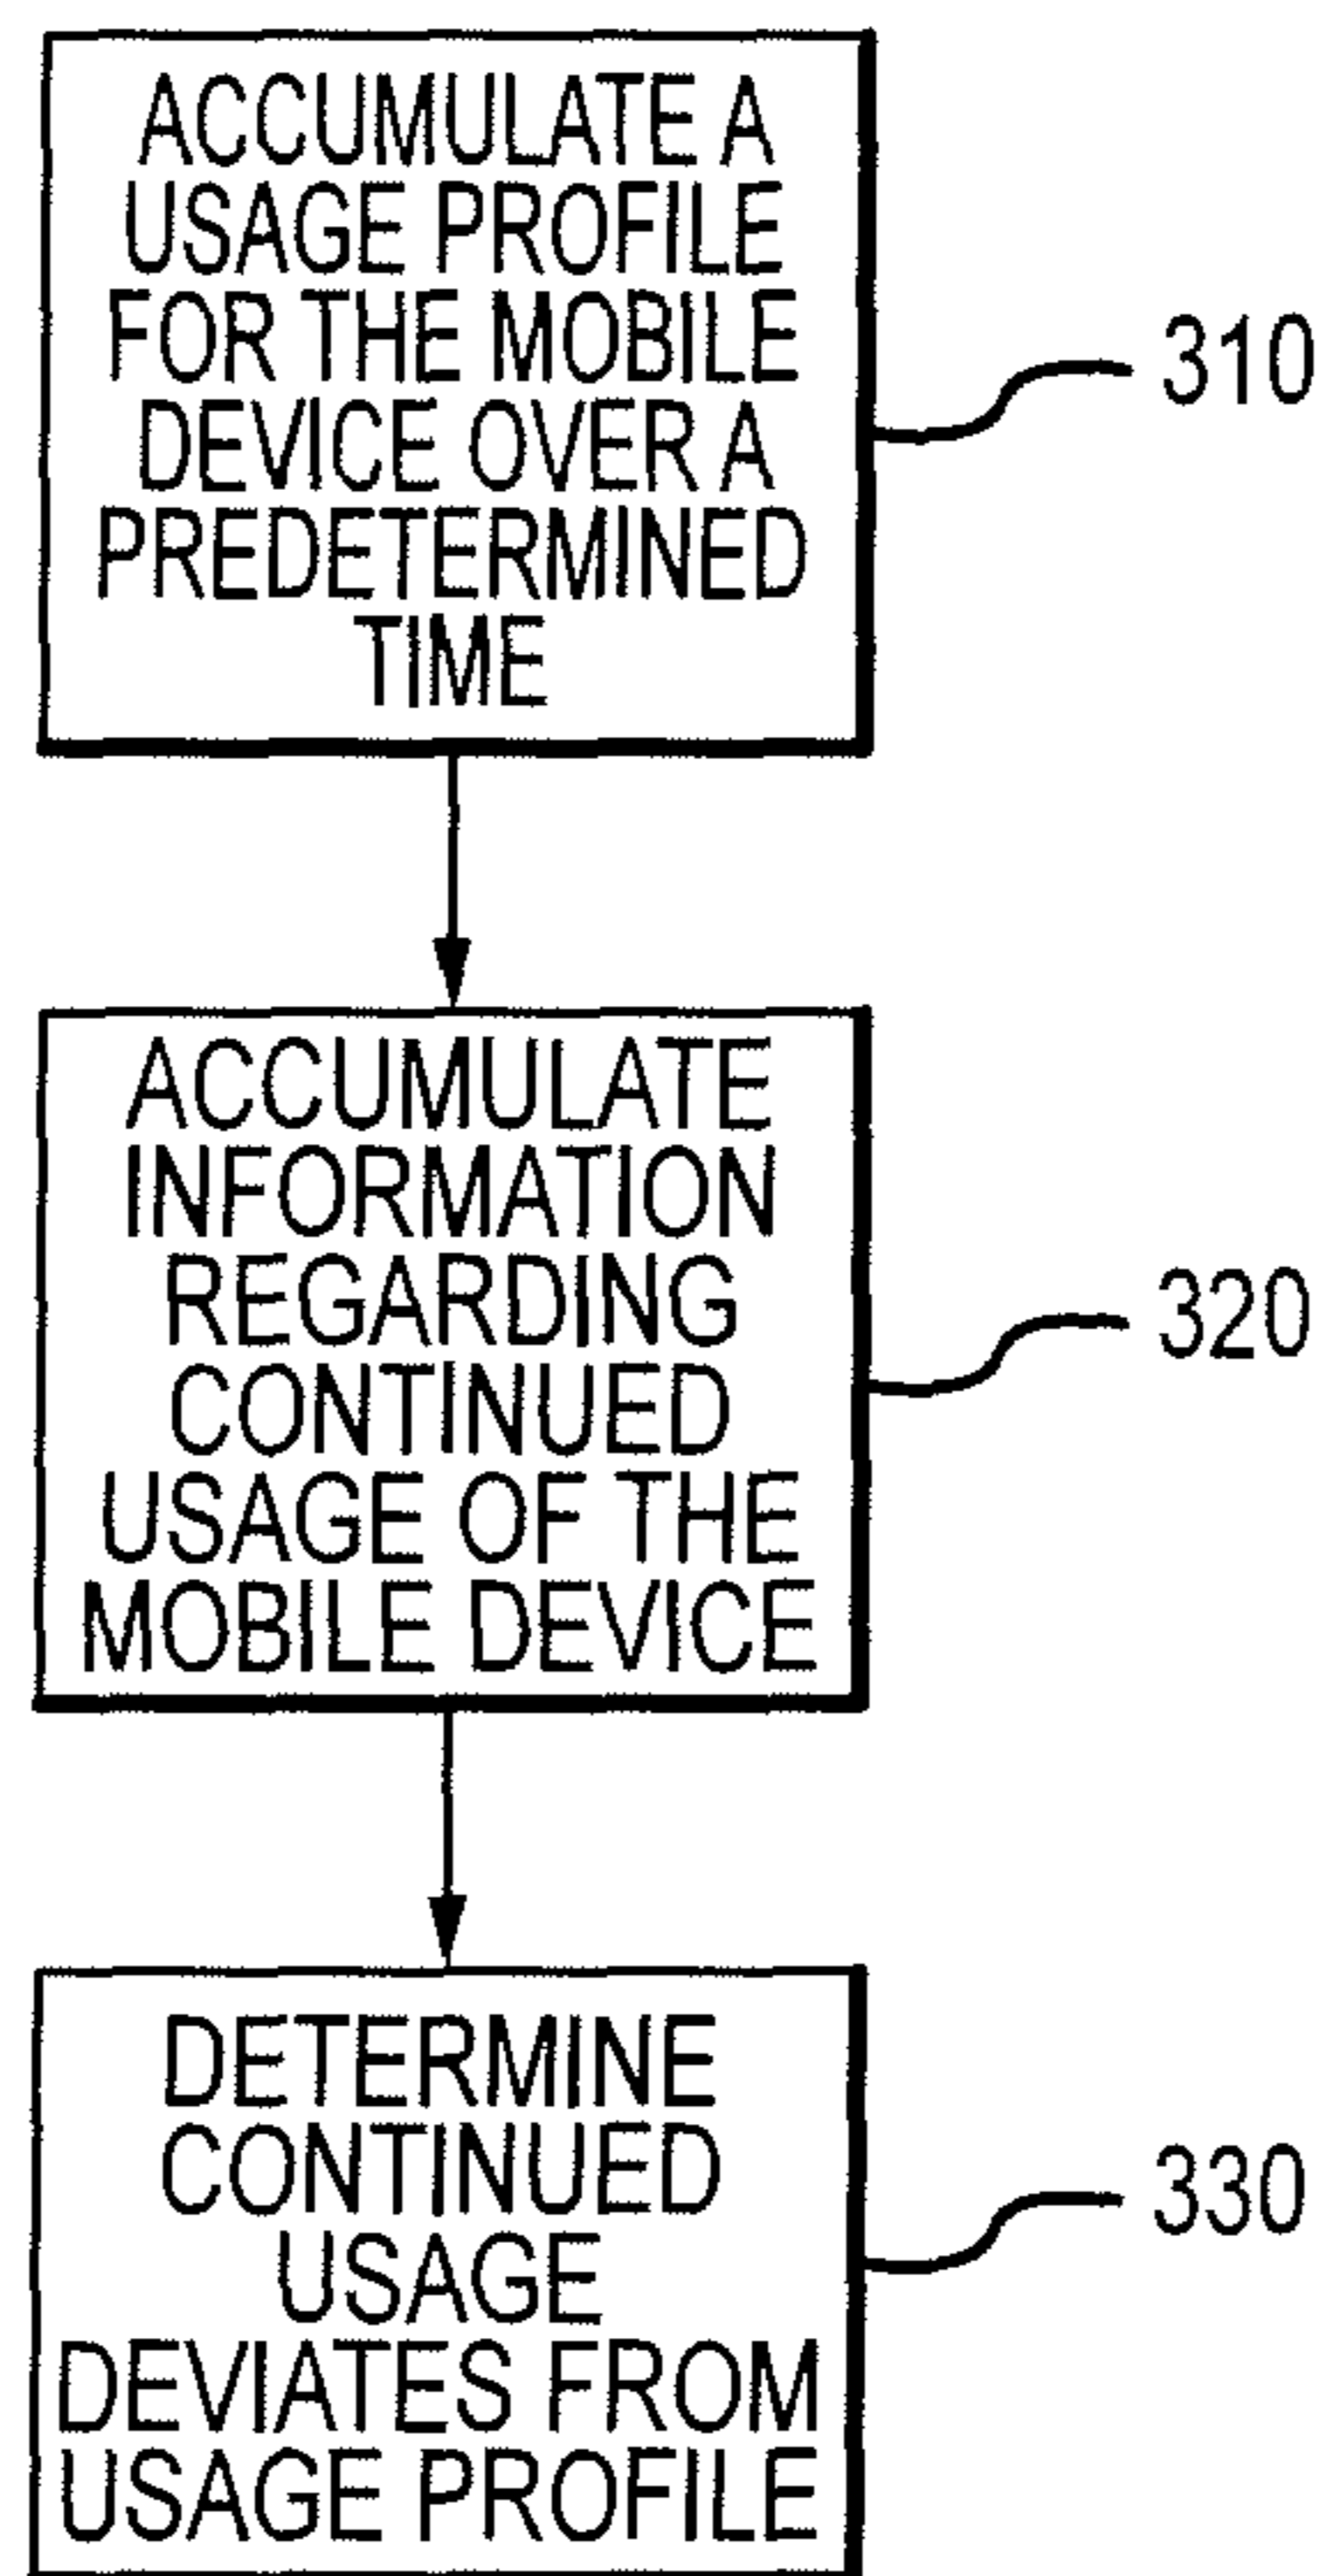 ACCUMULATE A
USAGE PROFILE
FOR THE MOBILE
DEVICE OVER A
PREDETERMINED
TIME
310
ACCUMULATE
INFORMATION
REGARDING
CONTINUED
USAGE OF THE
MOBILE DEVICE
320
DETERMINE
CONTINUED
USAGE
DEVIATES FROM
USAGE PROFILE
330